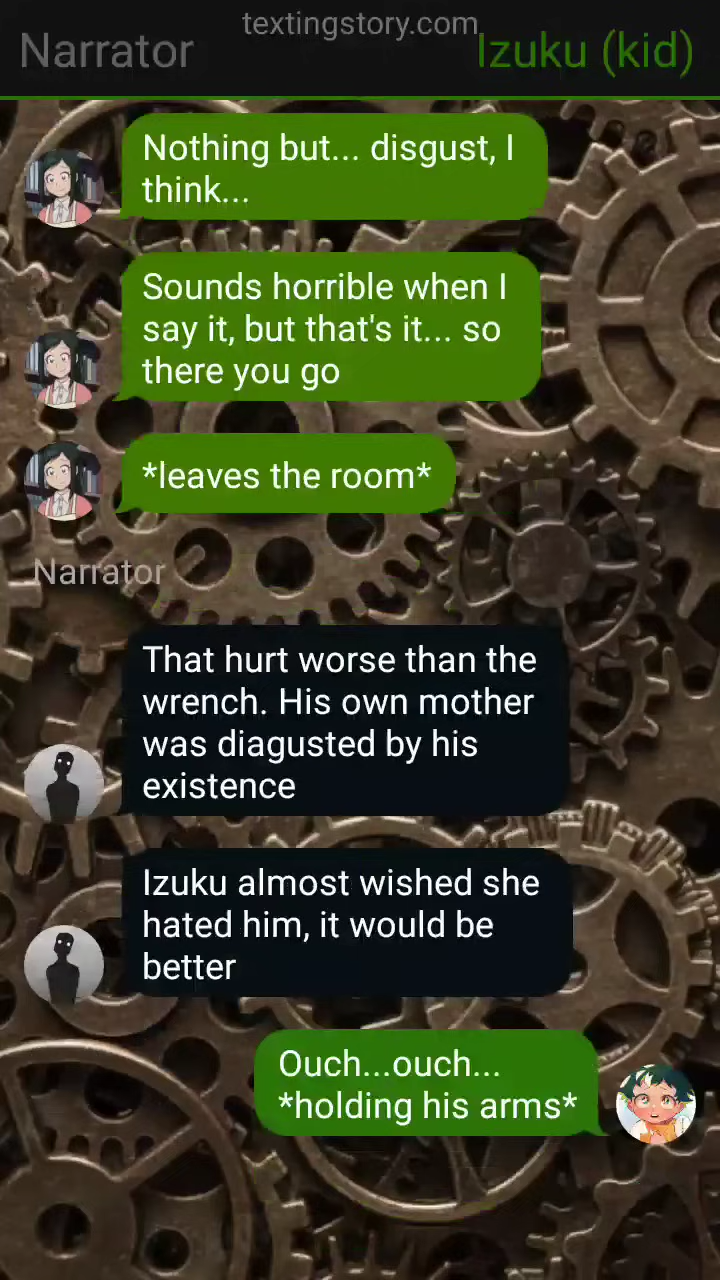 textingstory.com
Narrator
Izuku (kid)
Nothing but... disgust, I
think...
Sounds horrible when I
say it, but that's it... so
there you go
*leaves the room*
Narrator
That hurt worse than the
wrench. His own mother
was diagusted by his
existence
Izuku almost wished she
hated him, it would be
better
Ouch...ouch...
*holding his arms*